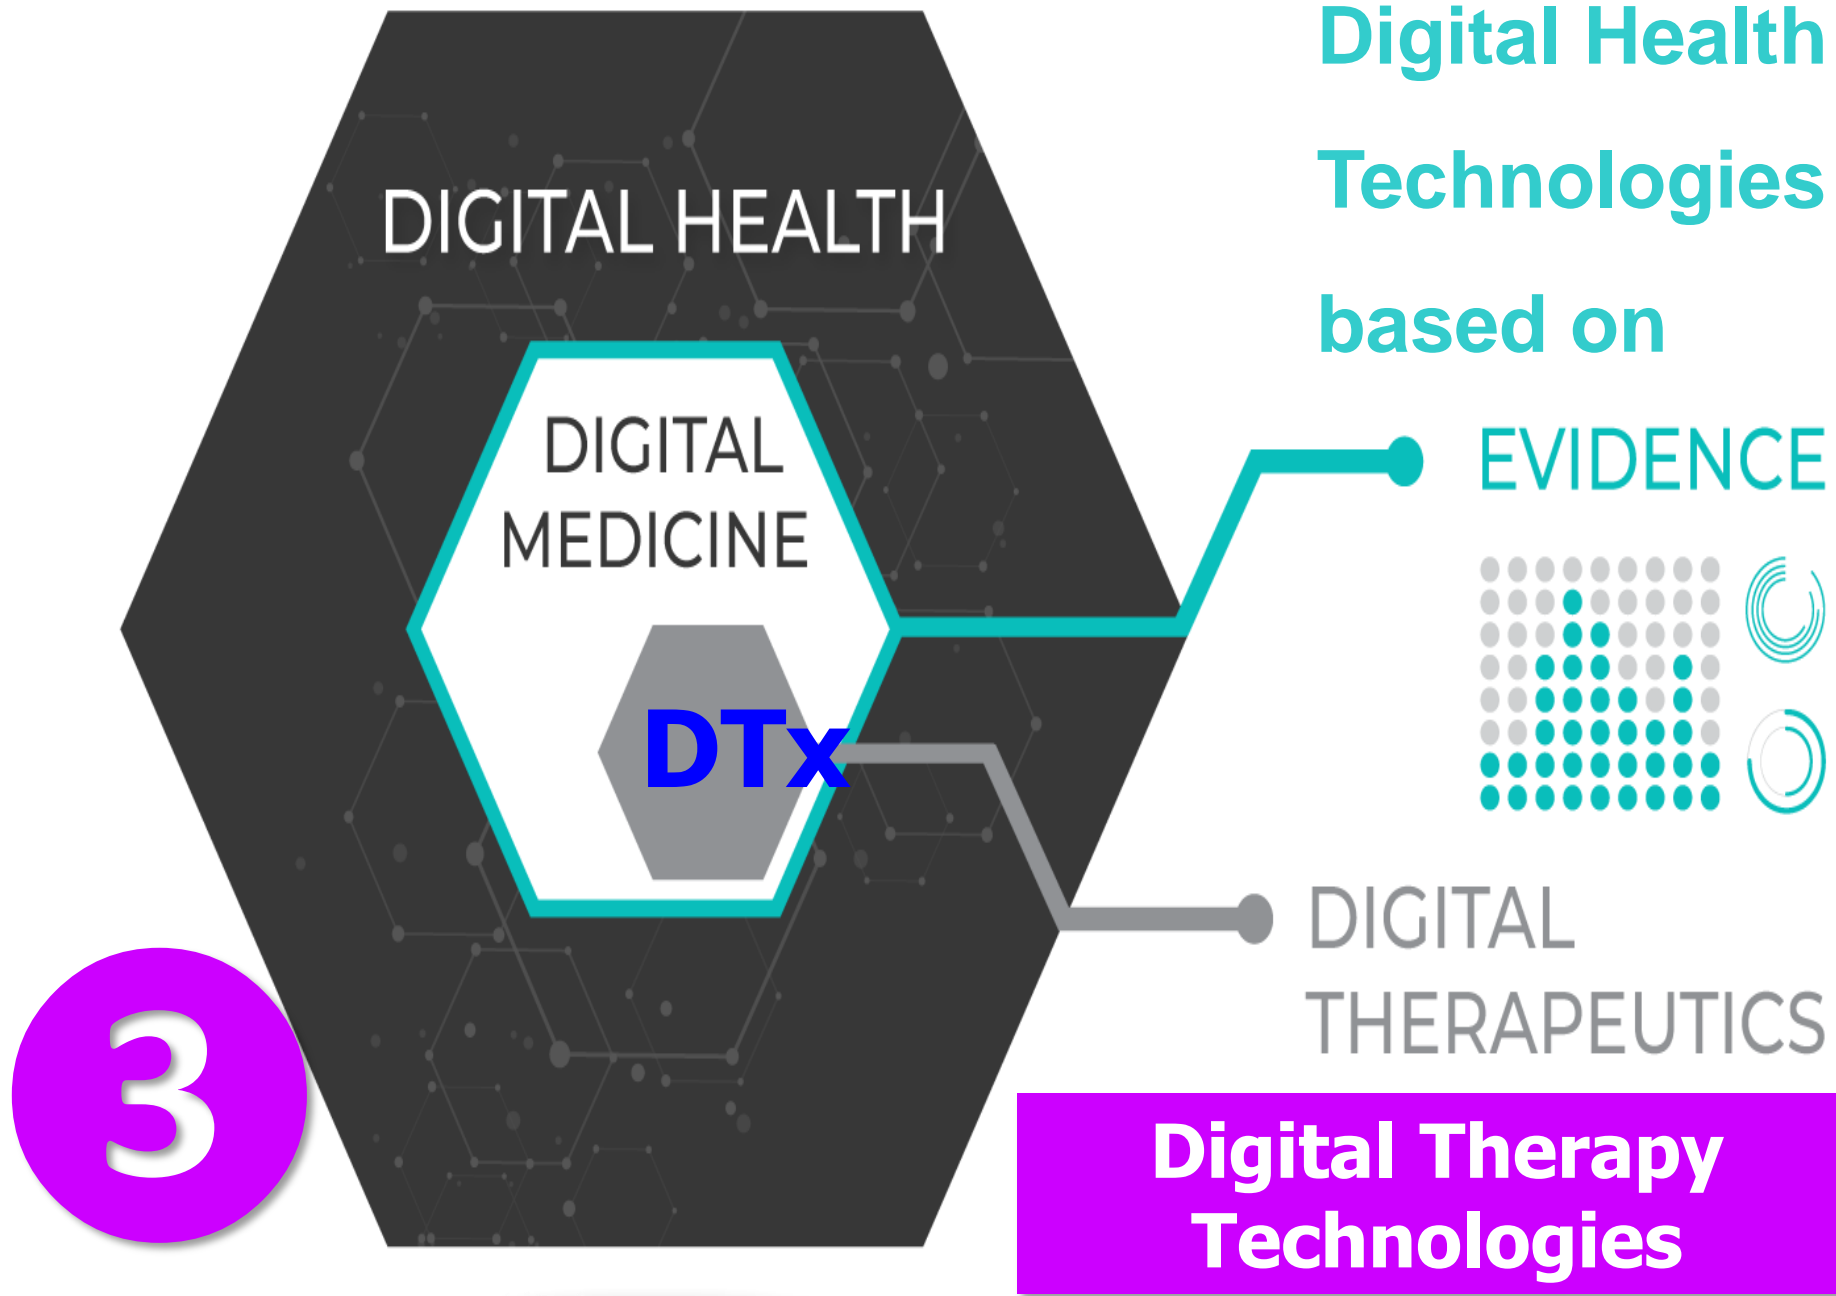 Digital Health
Technologies
based on
DIGITAL HEALTH
DIGITAL
MEDICINE
EVIDENCE
DTx
DIGITAL
THERAPEUTICS
3
Digital Therapy
Technologies